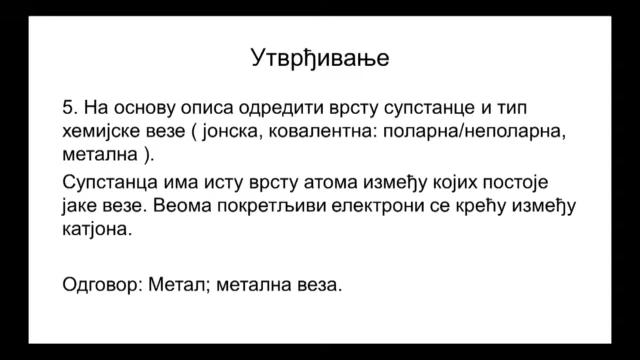 Утврђивање
5. На основу описа одредити врсту супстанце и тип
хемијске везе ( јонска, ковалентна: поларна/неполарна,
метална ).
Супстанца има исту врсту атома између којих постоје
јаке везе. Веома покретљиви електрони се крећу између
катјона.
Одговор: Метал; метална веза.